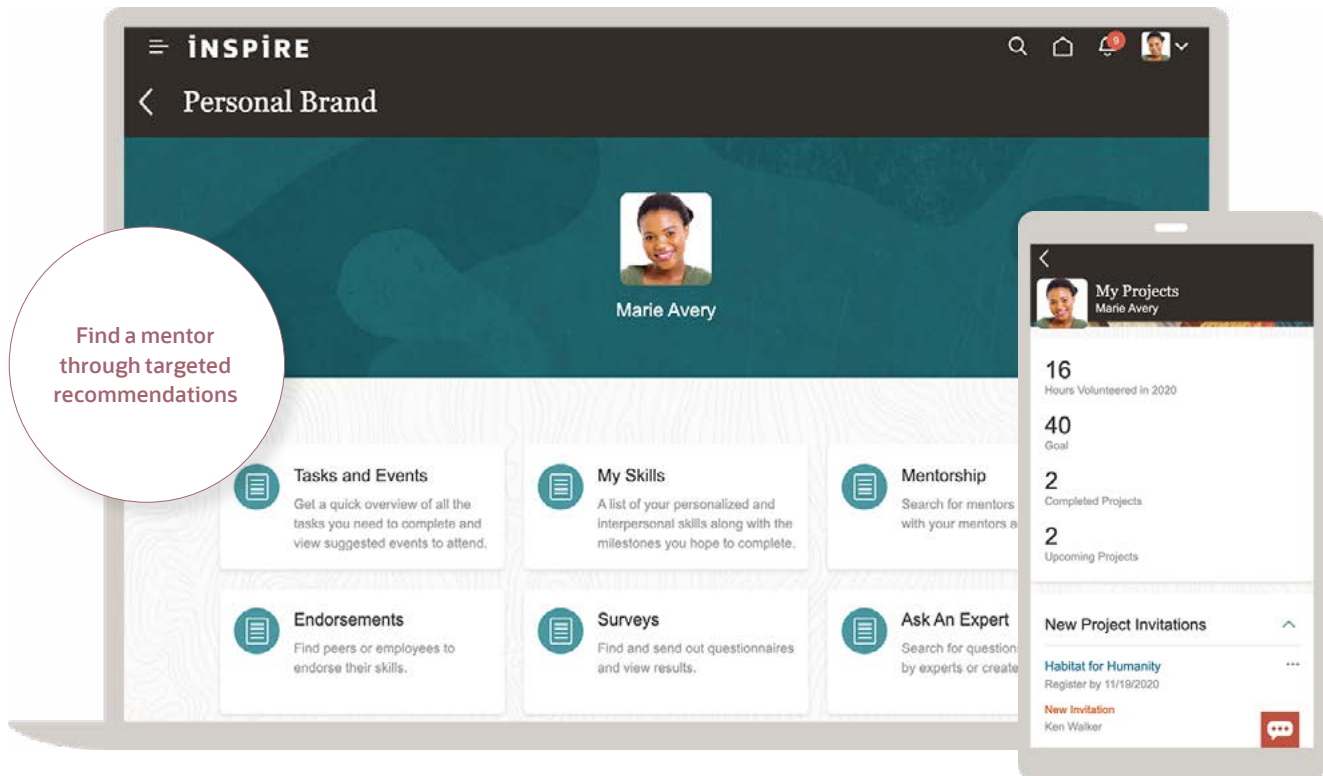 iNSPiRE
9
Personal Brand
Marie Avery
Find a mentor
through targeted
recommendations
Tasks and Events
Get a quick overview of all the
tasks you need to complete and
view suggested events to attend.
My Skills
A list of your personalized and
interpersonal skills along with the
milestones you hope to complete.
Mentorship
Search for mentors
with your mentors
Endorsements
Find peers or employees to
endorse their skills.
Surveys
Find and send out questionnaires
and view results.
Ask An Expert
Search for question
by experts or create
My Projects
Marie Avery
16
Hours Volunteered in 2020
40
Goal
2
Completed Projects
2
Upcoming Projects
New Project Invitations
Habitat for Humanity
Register by 11/19/2020
New Invitation
Ken Walker